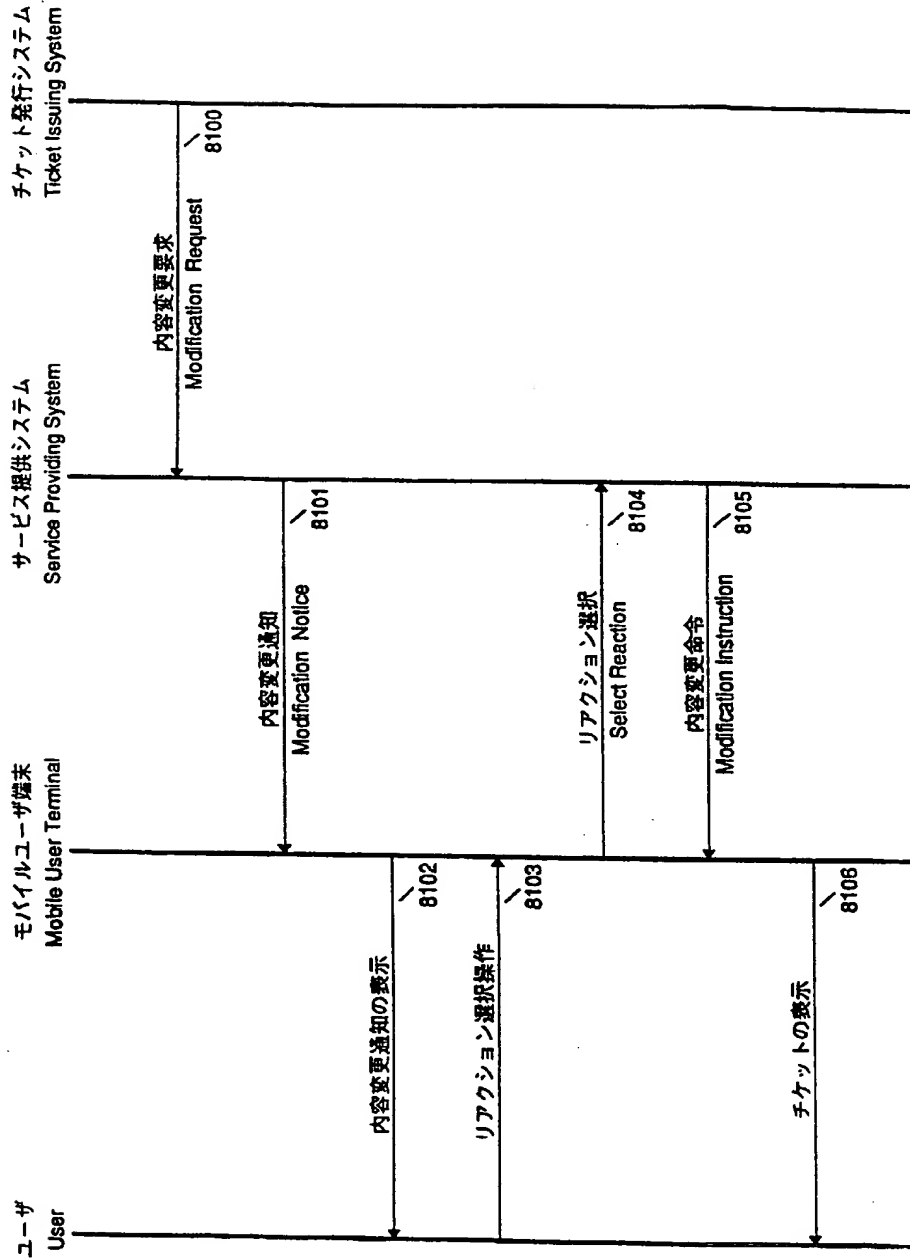 ユーザ
User
モバイルユーザ端末
Mobile User Terminal
サービス提供システム
Service Providing System
チケット発行システム
Ticket Issuing System
内容変更要求
Modification Request
8100
内容変更通知
Modification Notice
8101
内容変更通知の表示
8102
リアクション選択操作
8103
リアクション選択
Select Reaction
8104
内容変更命令
Modification Instruction
8105
チケットの表示
8106